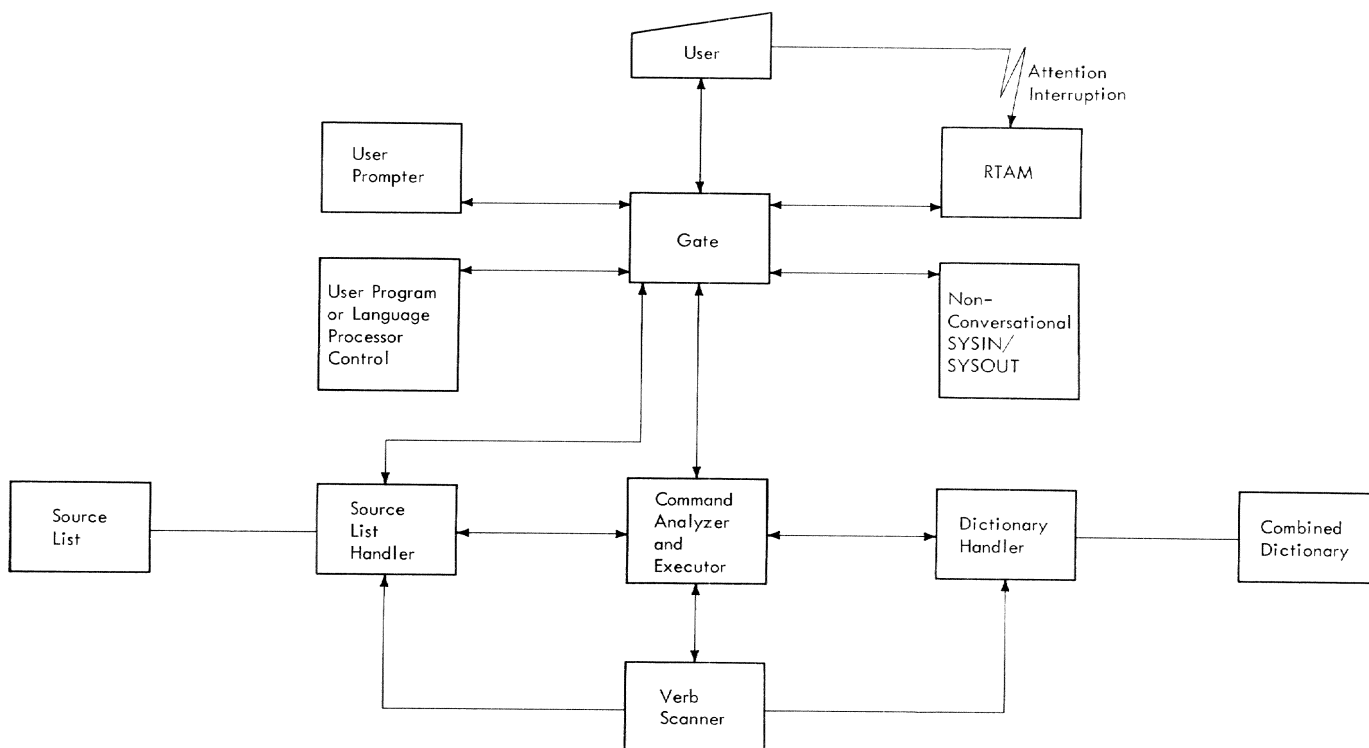 User
Attention
Interruption
User
Prompter
RTAM
Gate
User Program
or Language
Processor
Control
Non-
Conversational
SYSIN/
SYSOUT
Source
List
Source
List
Handler
Command
Analyzer
and
Executor
Dictionary
Handler
Combined
Dictionary
Verb
Scanner